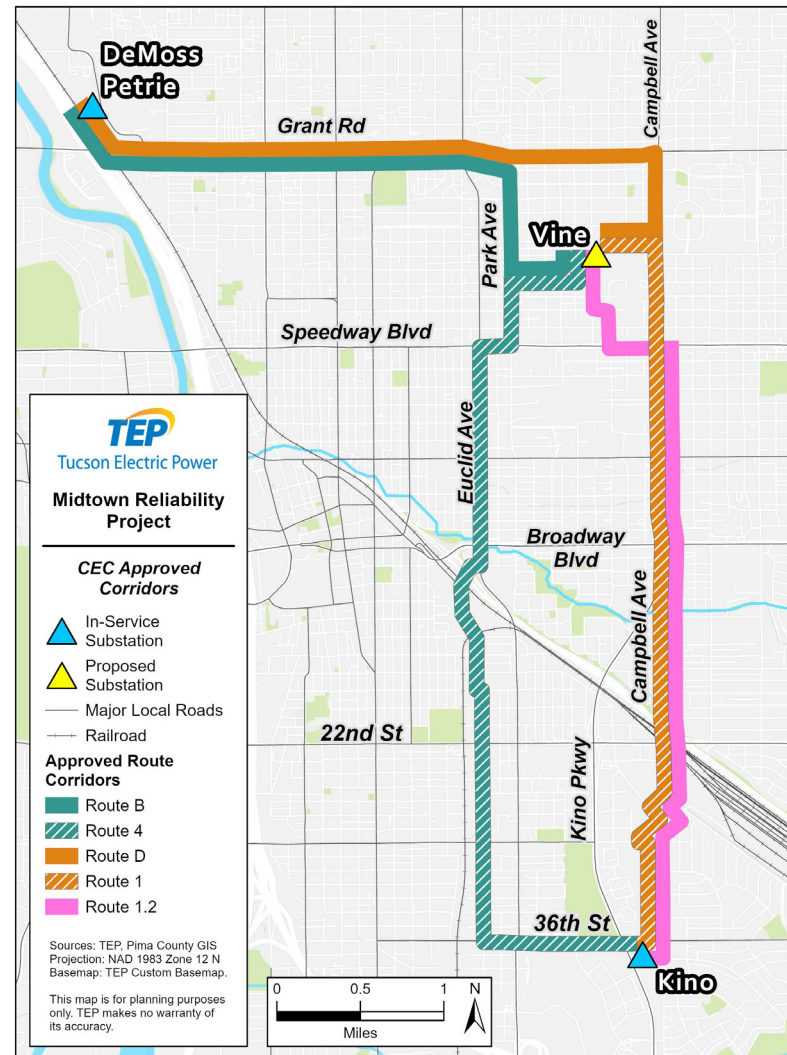 DeMoss
Petrie
Grant Rd
Campbell Ave
Park Ave
Vine
Speedway Blvd
Euclid Ave
Broadway
Blvd
Campbell Ave
22nd St
Kino Pkwy
36th St
Kino
TEP
Tucson Electric Power
Midtown Reliability
Project
CEC Approved
Corridors
In-Service
Substation
Proposed
Substation
Major Local Roads
Railroad
Approved Route
Corridors
Route B
Route 4
Route D
Route 1
Route 1.2
Sources: TEP, Pima County GIS
Projection: NAD 1983 Zone 12 N
Basemap: TEP Custom Basemap.
This map is for planning purposes
only. TEP makes no warranty of
its accuracy.
0 0.5 1
Miles
N